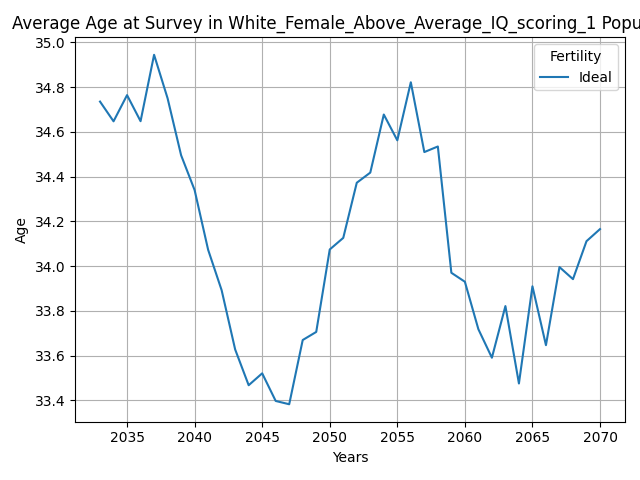 Average Age at Survey in White_Female_Above_Average_IQ_scoring_1 Popu
35.0
34.8
34.6
34.4
34.2
34.0
33.8
33.6
33.4
Age
Fertility
Ideal
2035 2040 2045 2050 2055 2060 2065 2070
Years